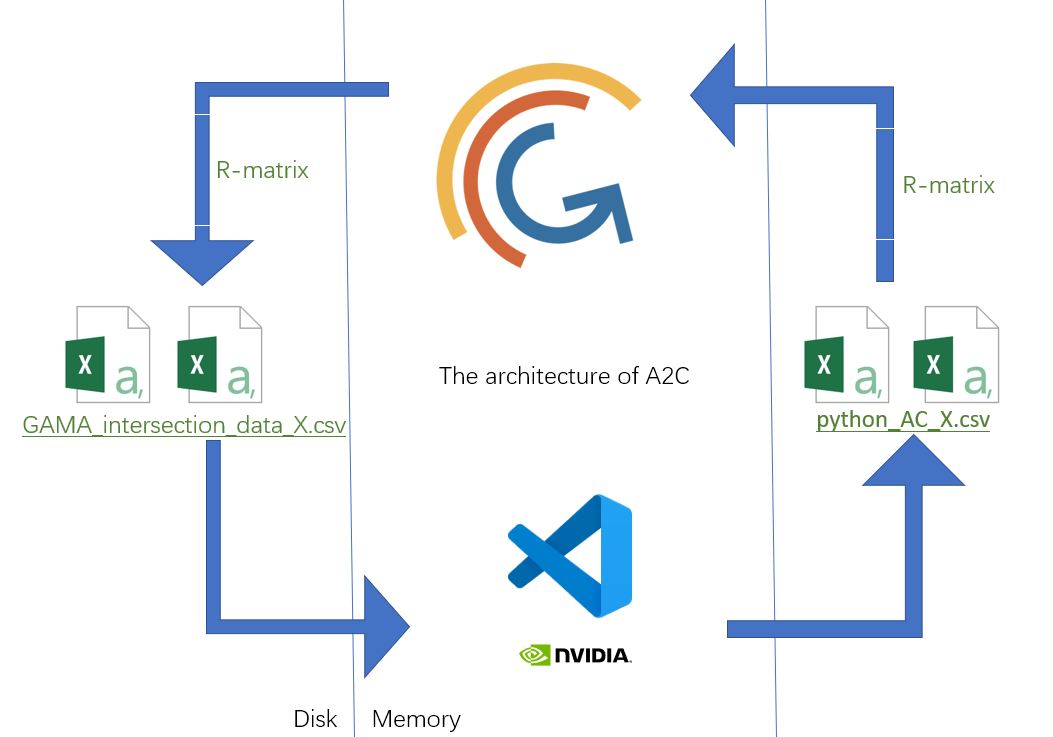 R-matrix
R-matrix
X a,
X a,
X a,
X a,
The architecture of A2C
GAMA_intersection_data_X.csv
python_AC_X.csv
NVIDIA.
Disk
Memory